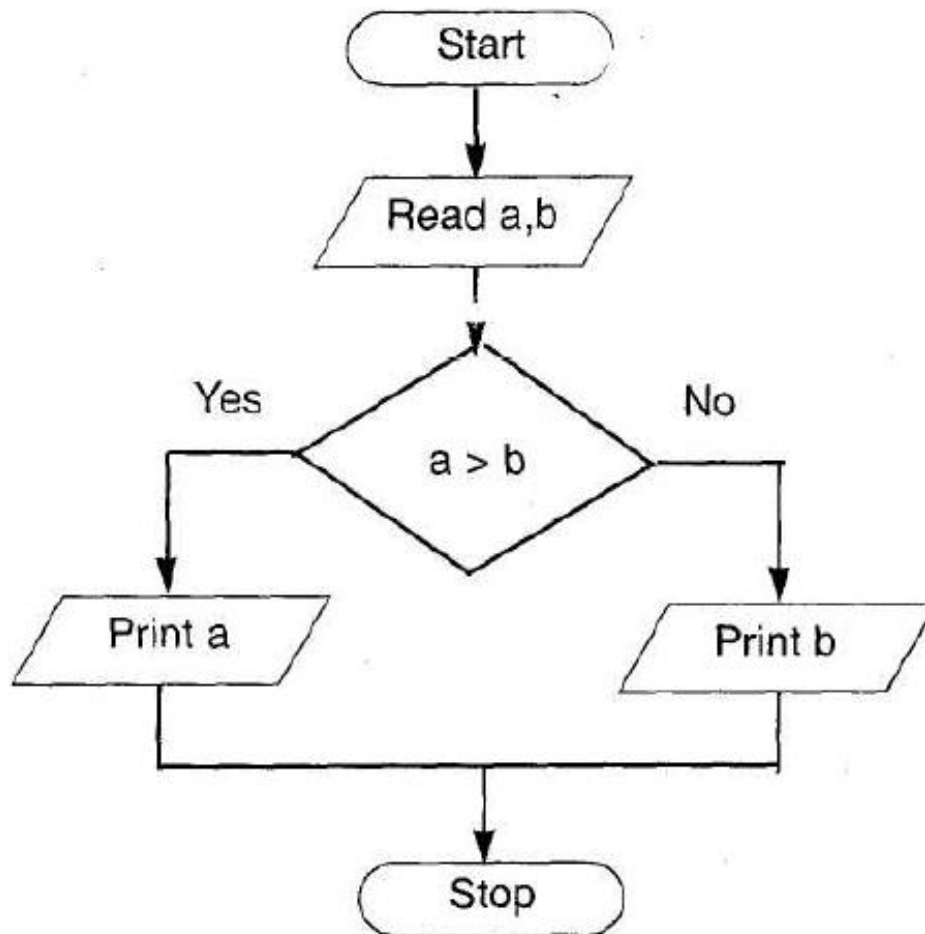 Start
Read a,b
Yes
No
a > b
Print a
Print b
Stop